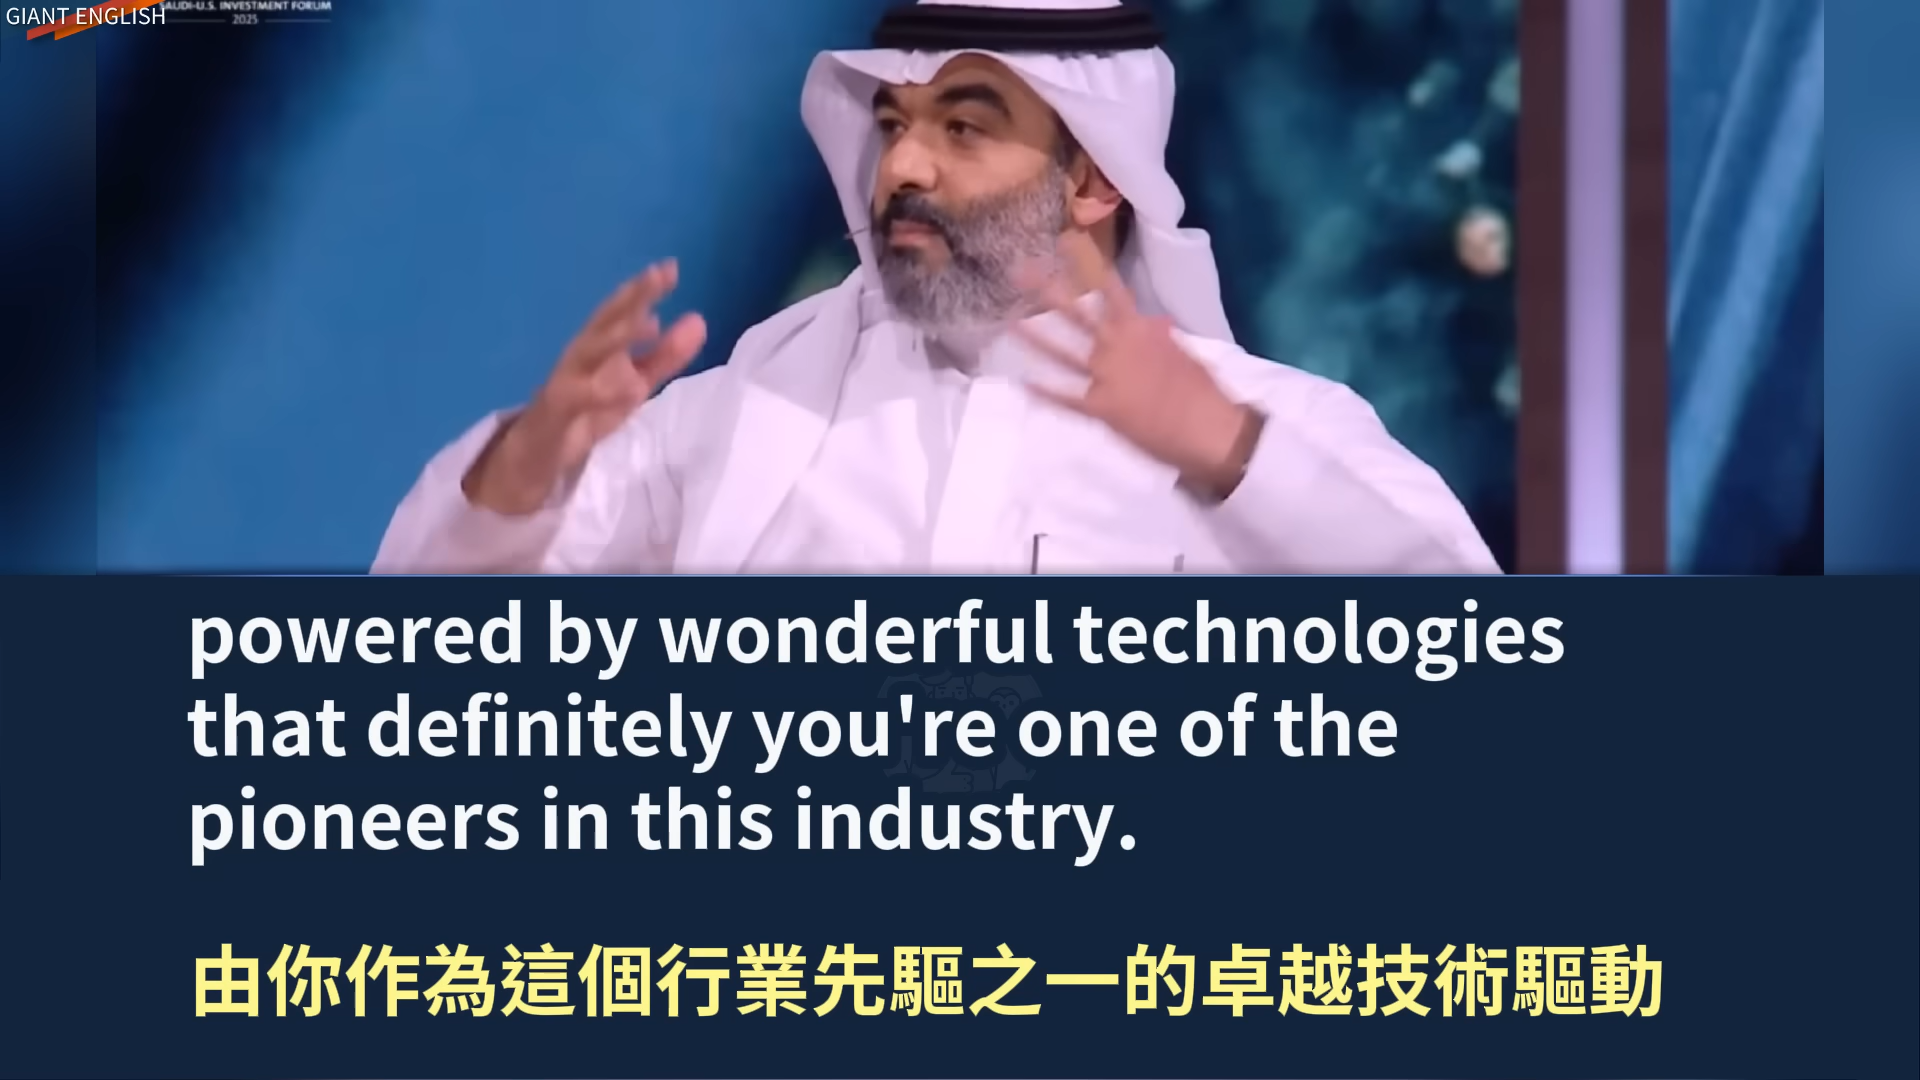 GIANT ENGLISH
SAUDI-U.S. INVESTMENT FORUM
2025
powered by wonderful technologies
that definitely you're one of the
pioneers in this industry.
由你作為這個行業先驅之一的卓越技術驅動